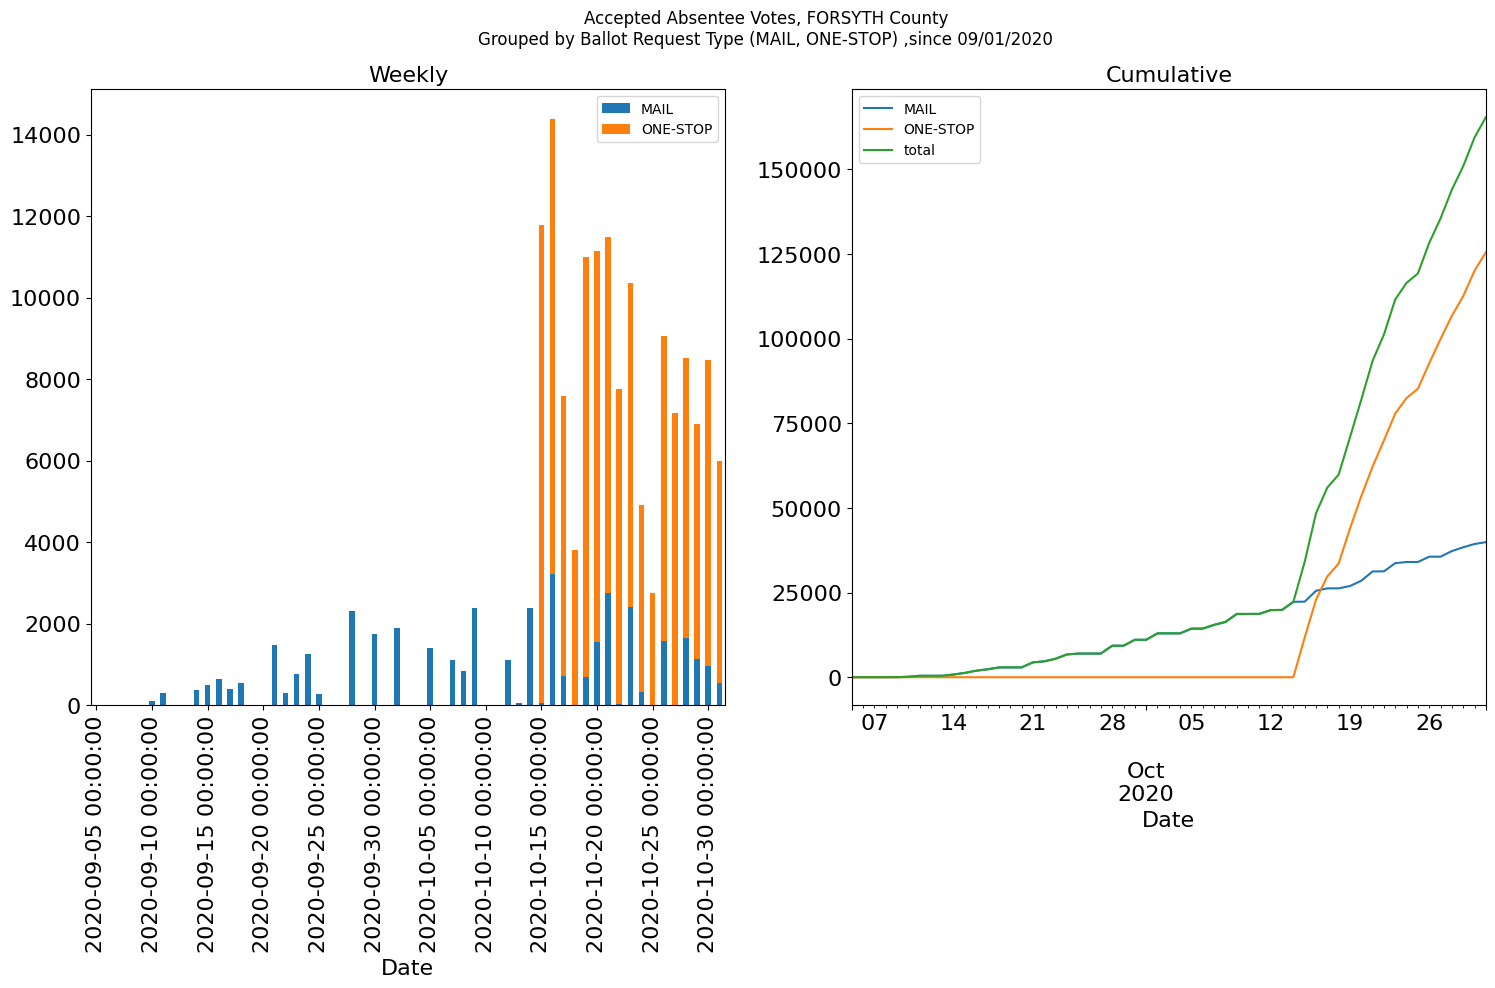 Accepted Absentee Votes, FORSYTH County
Grouped by Ballot Request Type (MAIL, ONE-STOP) ,since 09/01/2020
Weekly
MAIL
ONE-STOP
14000
12000
10000
8000
6000
4000
2000
0
2020-09-05 00:00:00
2020-09-10 00:00:00
2020-09-15 00:00:00
2020-09-20 00:00:00
2020-09-25 00:00:00
2020-09-30 00:00:00
2020-10-05 00:00:00
2020-10-10 00:00:00
2020-10-15 00:00:00
2020-10-20 00:00:00
2020-10-25 00:00:00
2020-10-30 00:00:00
Date
Cumulative
MAIL
ONE-STOP
total
150000
125000
100000
75000
50000
25000
0
07 14 21 28 05 12 19 26
Oct
2020
Date